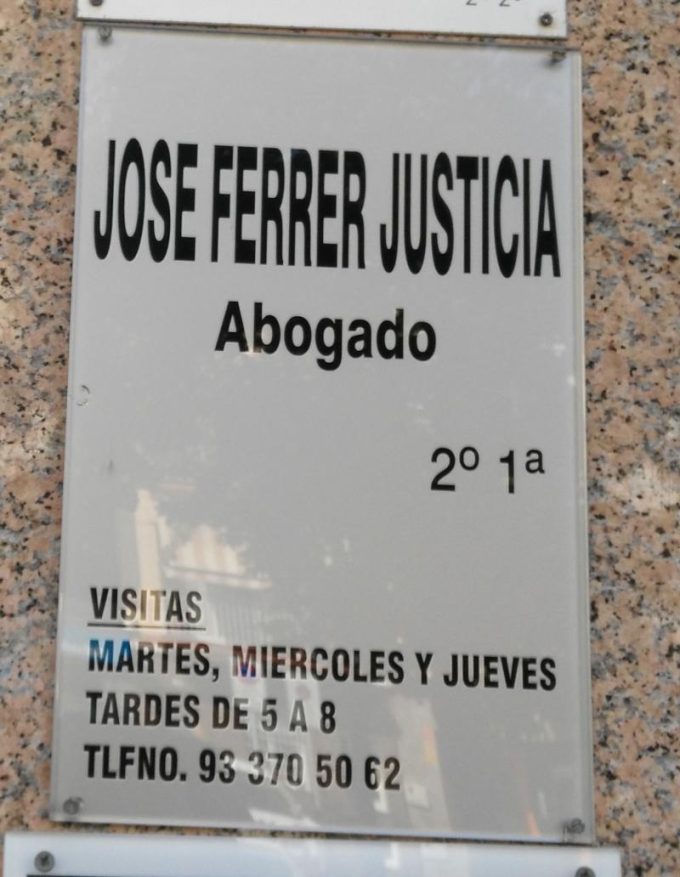 JOSE FERRER JUSTICIA
Abogado
2º 1ª
VISITAS
MARTES, MIERCOLES Y JUEVES
TARDES DE 5 A 8
TLFNO. 93 370 50 62